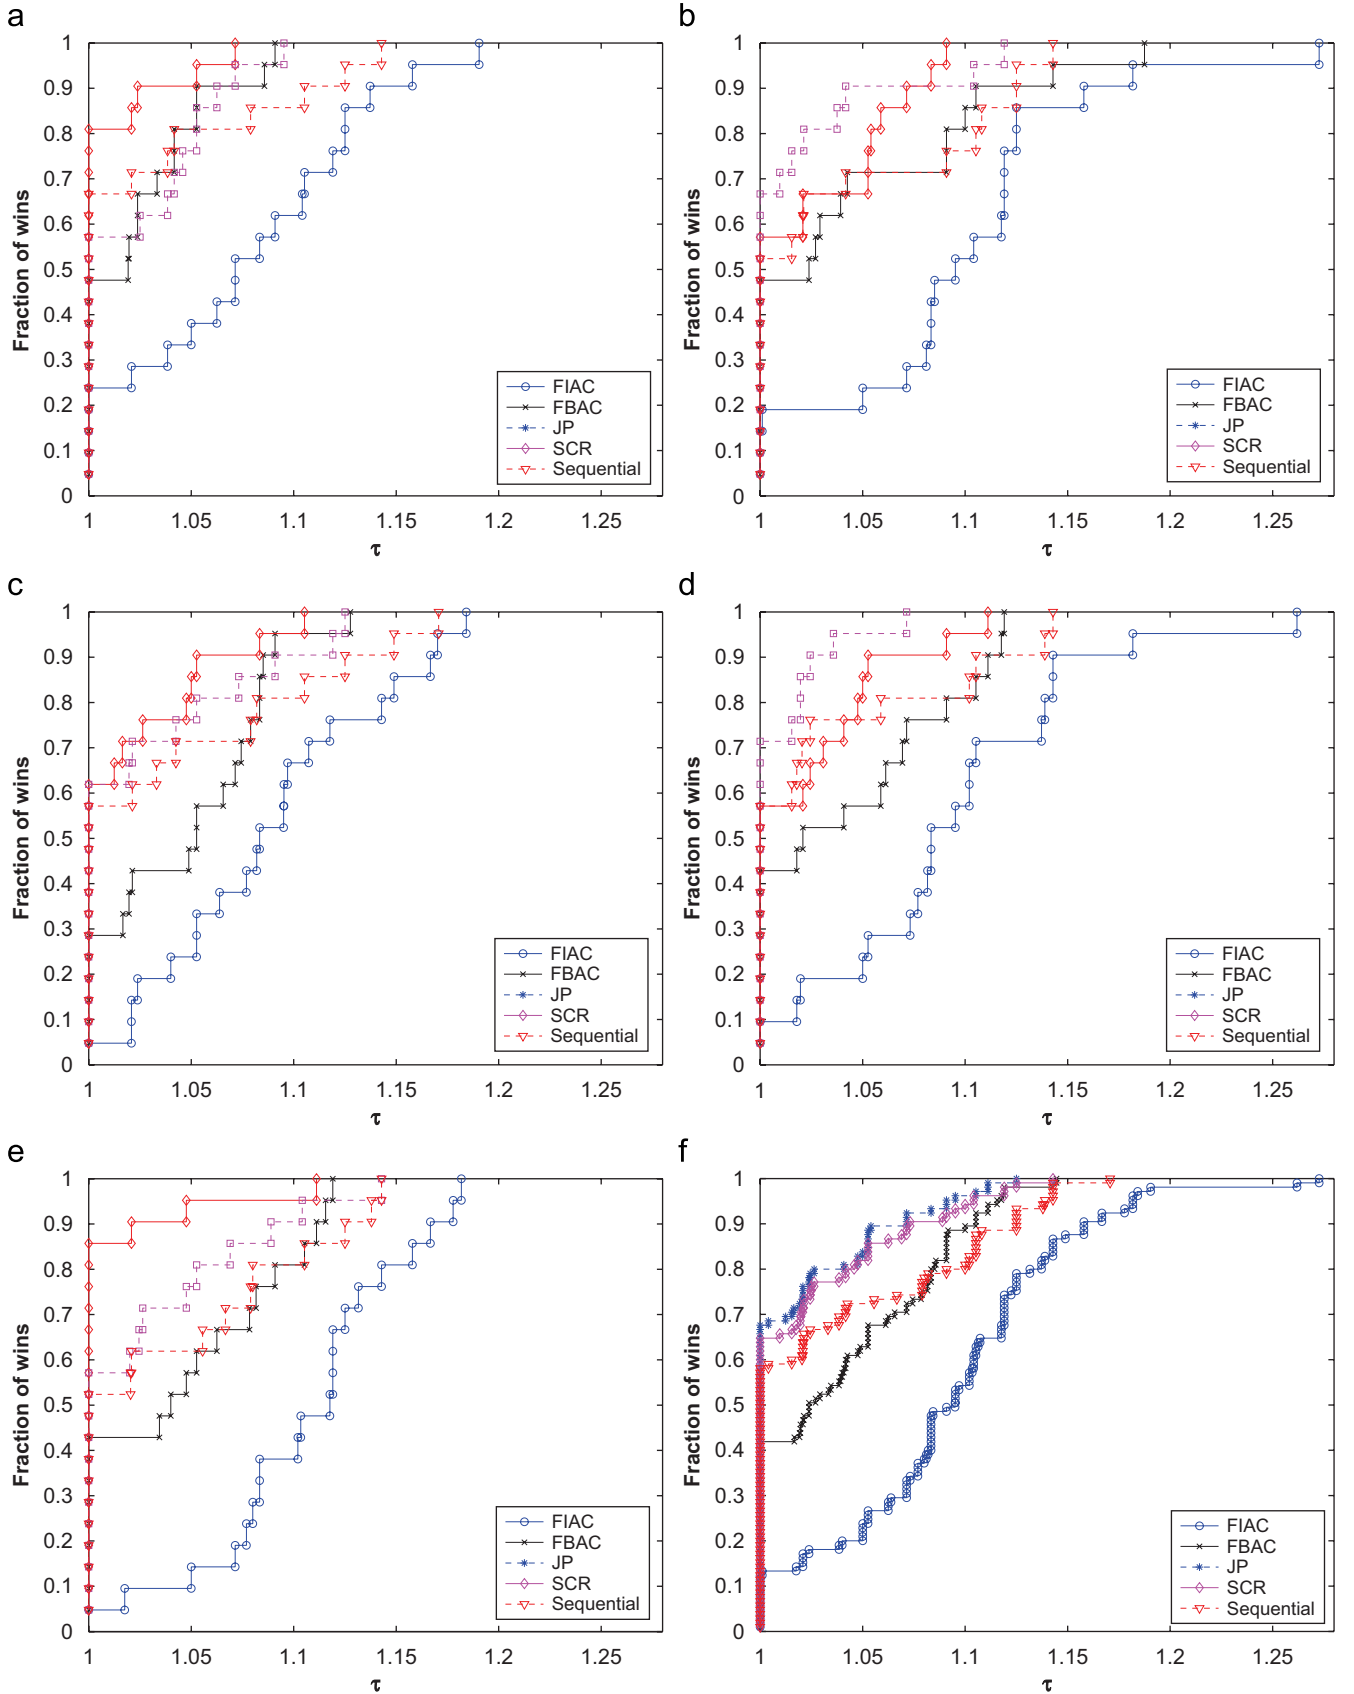 a
1
0.9
0.8
0.7
0.6
0.5
0.4
0.3
0.2
0.1
0
Fraction of wins
1
1.05
1.1
1.15
1.2
1.25
τ
FIAC
FBAC
JP
SCR
Sequential
b
1
0.9
0.8
0.7
0.6
0.5
0.4
0.3
0.2
0.1
0
Fraction of wins
1
1.05
1.1
1.15
1.2
1.25
τ
FIAC
FBAC
JP
SCR
Sequential
c
1
0.9
0.8
0.7
0.6
0.5
0.4
0.3
0.2
0.1
0
Fraction of wins
1
1.05
1.1
1.15
1.2
1.25
τ
FIAC
FBAC
JP
SCR
Sequential
d
1
0.9
0.8
0.7
0.6
0.5
0.4
0.3
0.2
0.1
0
Fraction of wins
1
1.05
1.1
1.15
1.2
1.25
τ
FIAC
FBAC
JP
SCR
Sequential
e
1
0.9
0.8
0.7
0.6
0.5
0.4
0.3
0.2
0.1
0
Fraction of wins
1
1.05
1.1
1.15
1.2
1.25
τ
FIAC
FBAC
JP
SCR
Sequential
f
1
0.9
0.8
0.7
0.6
0.5
0.4
0.3
0.2
0.1
0
Fraction of wins
1
1.05
1.1
1.15
1.2
1.25
τ
FIAC
FBAC
JP
SCR
Sequential